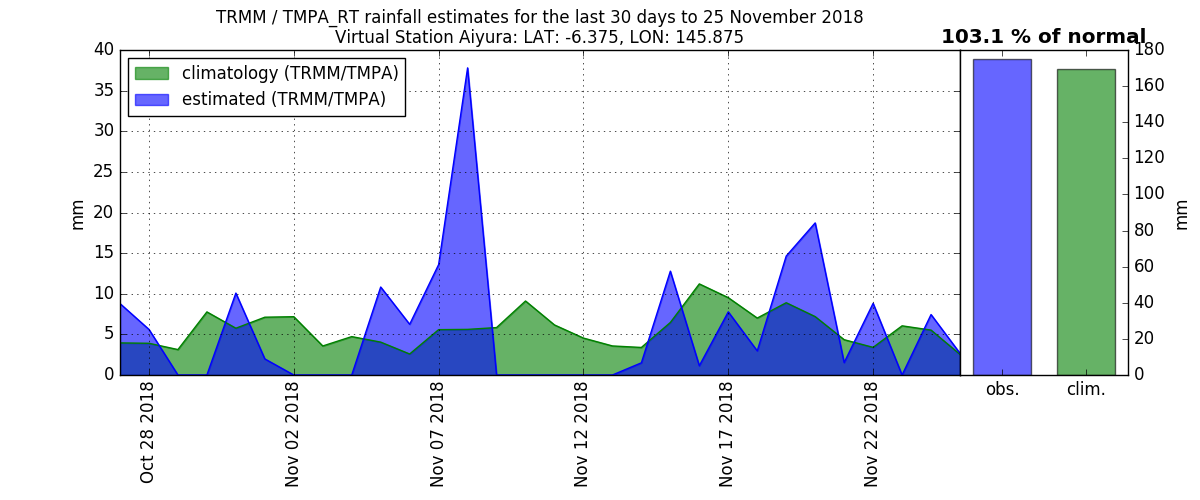 TRMM / TMPA_RT rainfall estimates for the last 30 days to 25 November 2018
Virtual Station Aiyura: LAT: -6.375, LON: 145.875
103.1 % of normal
climatology (TRMM/TMPA)
estimated (TRMM/TMPA)
mm
40
35
30
25
20
15
10
5
0
Oct 28 2018
Nov 02 2018
Nov 07 2018
Nov 12 2018
Nov 17 2018
Nov 22 2018
obs.
clim.
180
160
140
120
100
80
60
40
20
0
mm